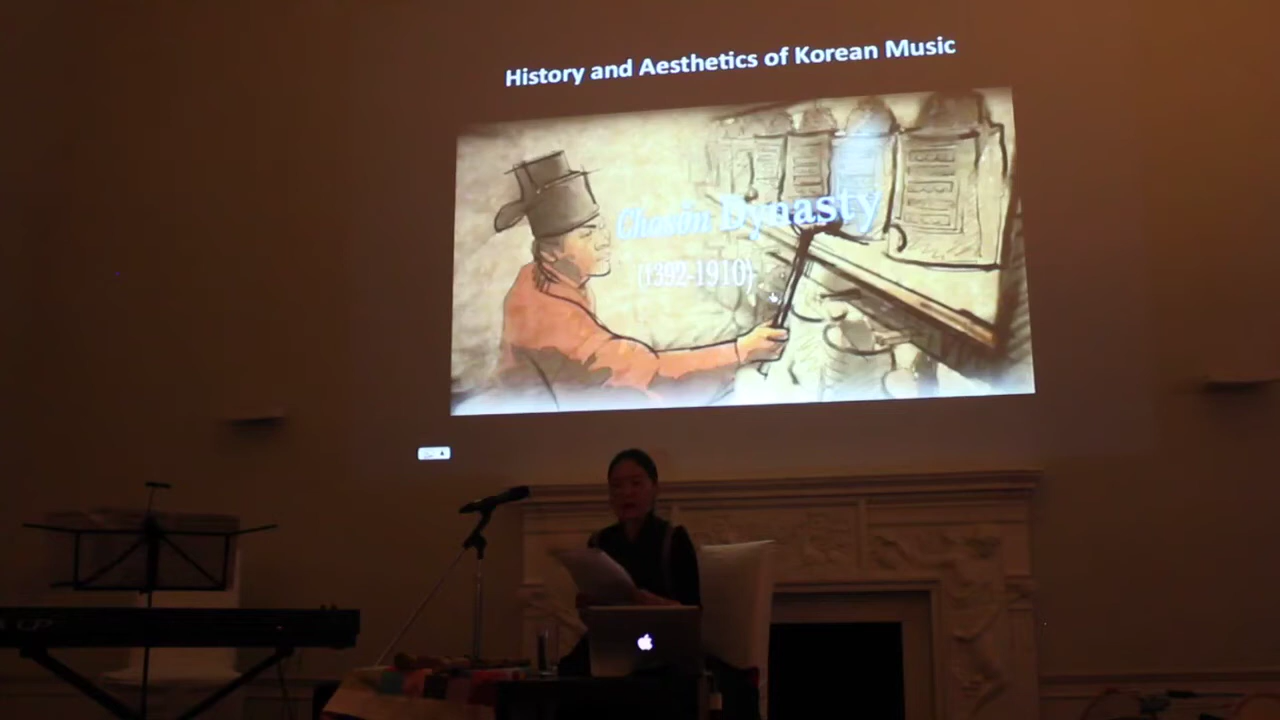 History and Aesthetics of Korean Music
Chosŏn Dynasty
(1392-1910)